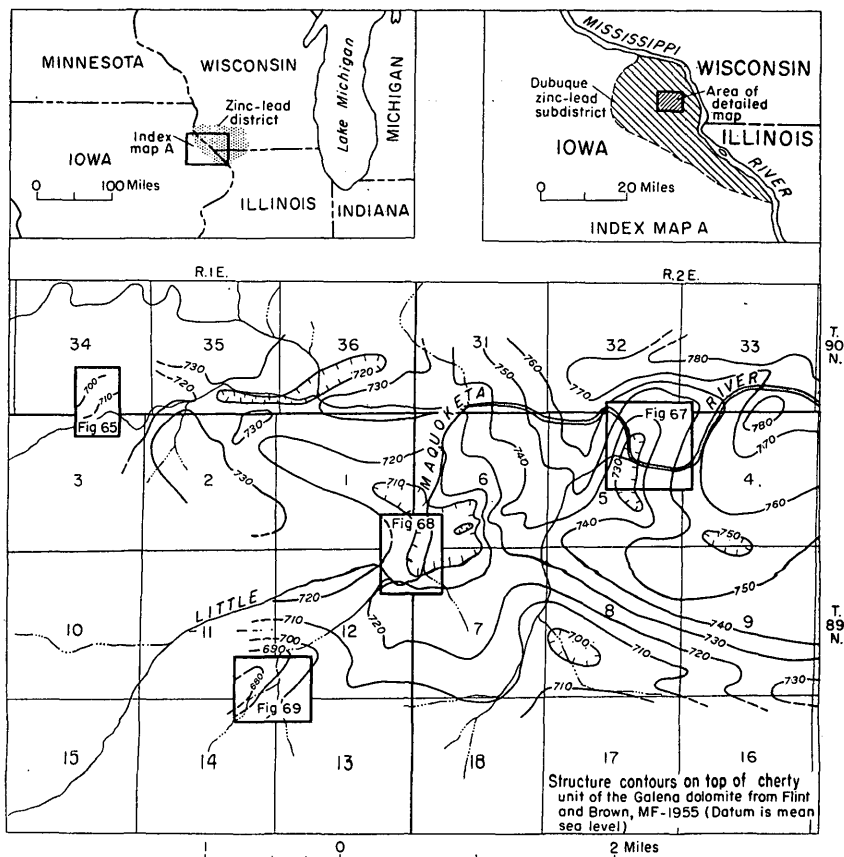 MINNESOTA
WISCONSIN
Lake Michigan
MICHIGAN
Zinc-lead
district
Index
map A
IOWA
0 100 Miles
ILLINOIS
INDIANA
MISSISSIPPI
WISCONSIN
Dubuque
zinc-lead
subdistrict
Area of
detailed
map
ILLINOIS
IOWA
RIVER
0 20 Miles
INDEX MAP A
R.1E.
R.2E.
34
35
36
31
32
33
T.
90
N.
730
720
720
730
750
760
770
780
700
710
Fig 65
MAQUOKETA
Fig 67
RIVER
730
780
770
3
2
1
6
5
4
730
720
710
740
730
760
Fig 68
740
750
750
LITTLE
720
10
11
12
7
8
9
T.
89
N.
710
700
690
720
700
710
740
730
720
680
Fig 69
710
730
15
14
13
18
17
16
Structure contours on top of cherty
unit of the Galena dolomite from Flint
and Brown, MF-1955 (Datum is mean
sea level)
1 0 2 Miles